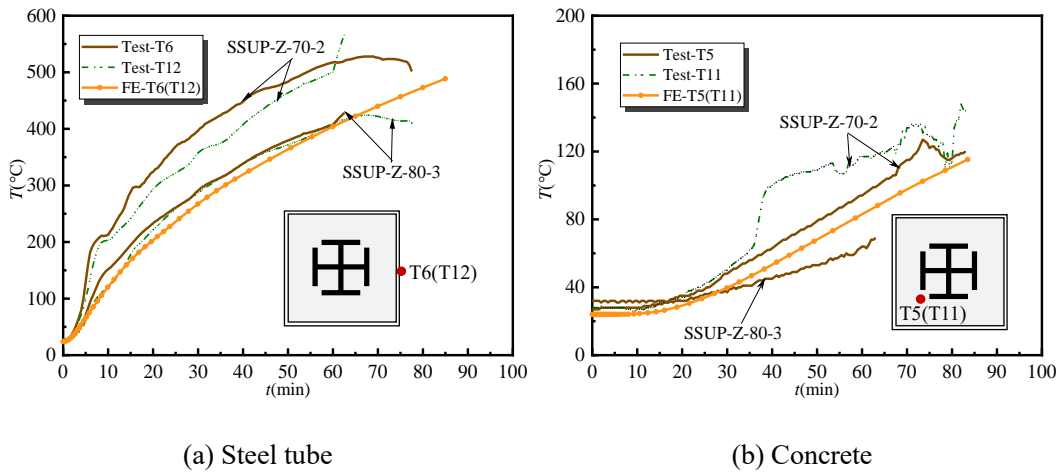 600
500
400
300
200
100
0
T(°C)
Test-T6
Test-T12
FE-T6(T12)
SSUP-Z-70-2
SSUP-Z-80-3
T6(T12)
0 10 20 30 40 50 60 70 80 90 100
t(min)
(a) Steel tube
200
160
120
80
40
0
T(°C)
Test-T5
Test-T11
FE-T5(T11)
SSUP-Z-70-2
SSUP-Z-80-3
T5(T11)
0 10 20 30 40 50 60 70 80 90 100
t(min)
(b) Concrete